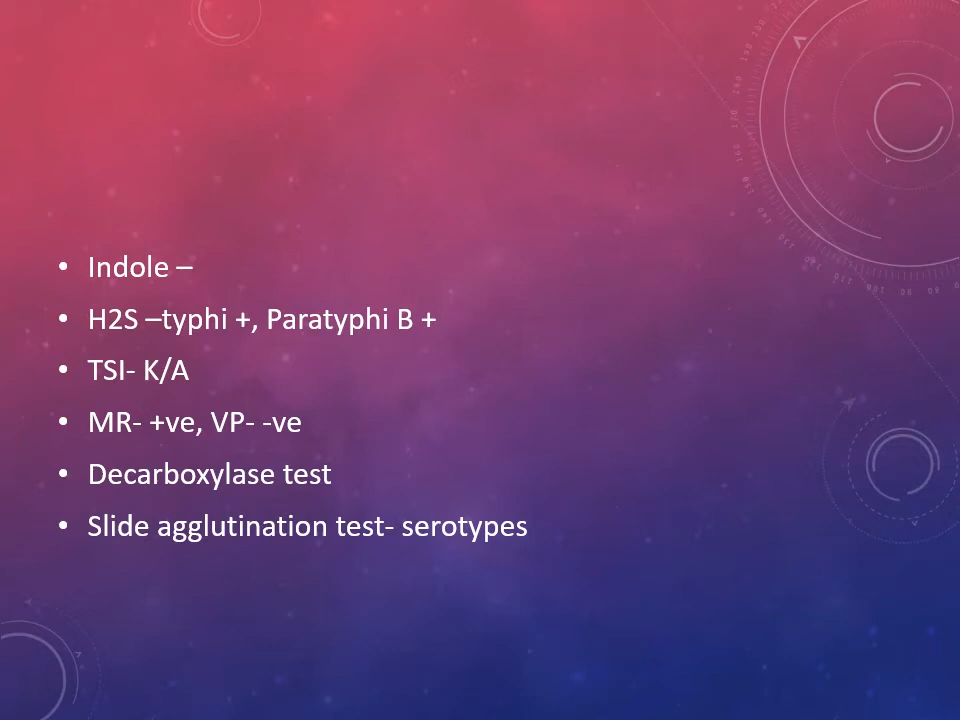 • Indole –
• H2S –typhi +, Paratyphi B +
• TSI- K/A
• MR- +ve, VP- -ve
• Decarboxylase test
• Slide agglutination test- serotypes